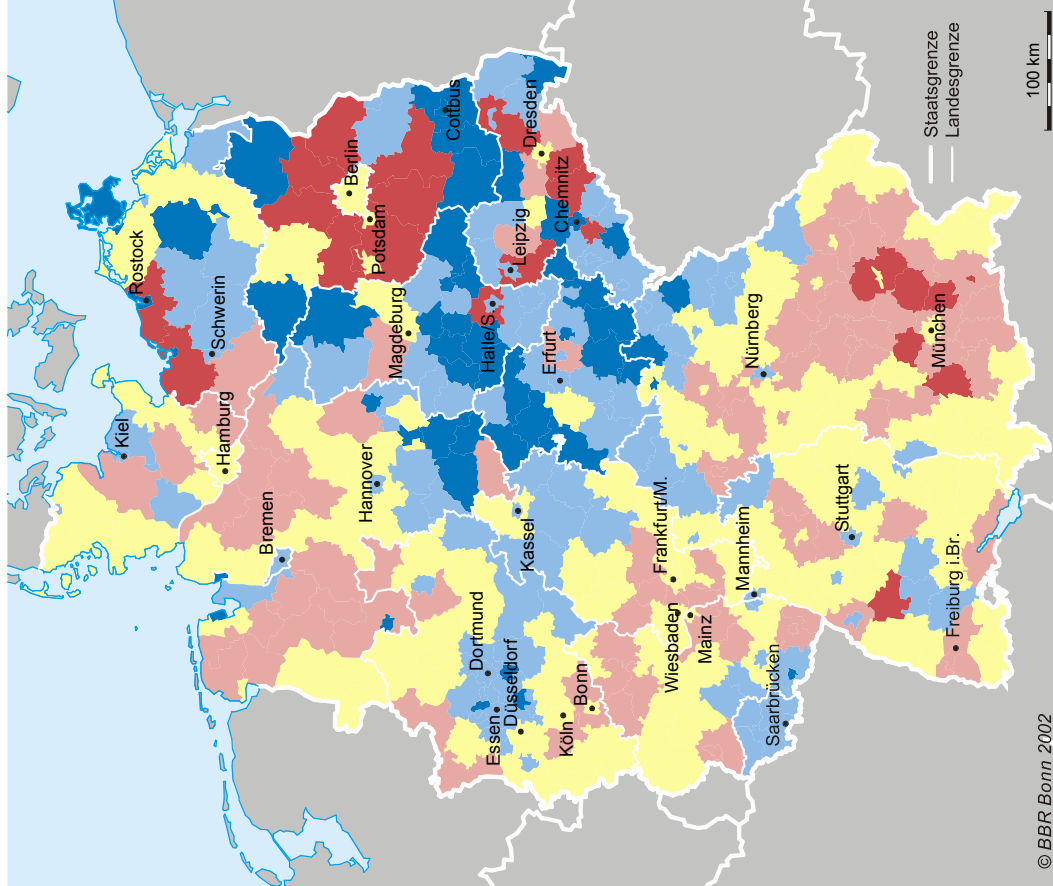 Kiel
Rostock
Hamburg
Schwerin
Bremen
Hannover
Berlin
Potsdam
Magdeburg
Cottbus
Halle/S.
Leipzig
Dresden
Chemnitz
Erfurt
Kassel
Dortmund
Essen
Düsseldorf
Köln
Bonn
Wiesbaden
Frankfurt/M.
Mainz
Mannheim
Saarbrücken
Nürnberg
Stuttgart
München
Freiburg i.Br.
Staatsgrenze
Landesgrenze
100 km
© BBR Bonn 2002